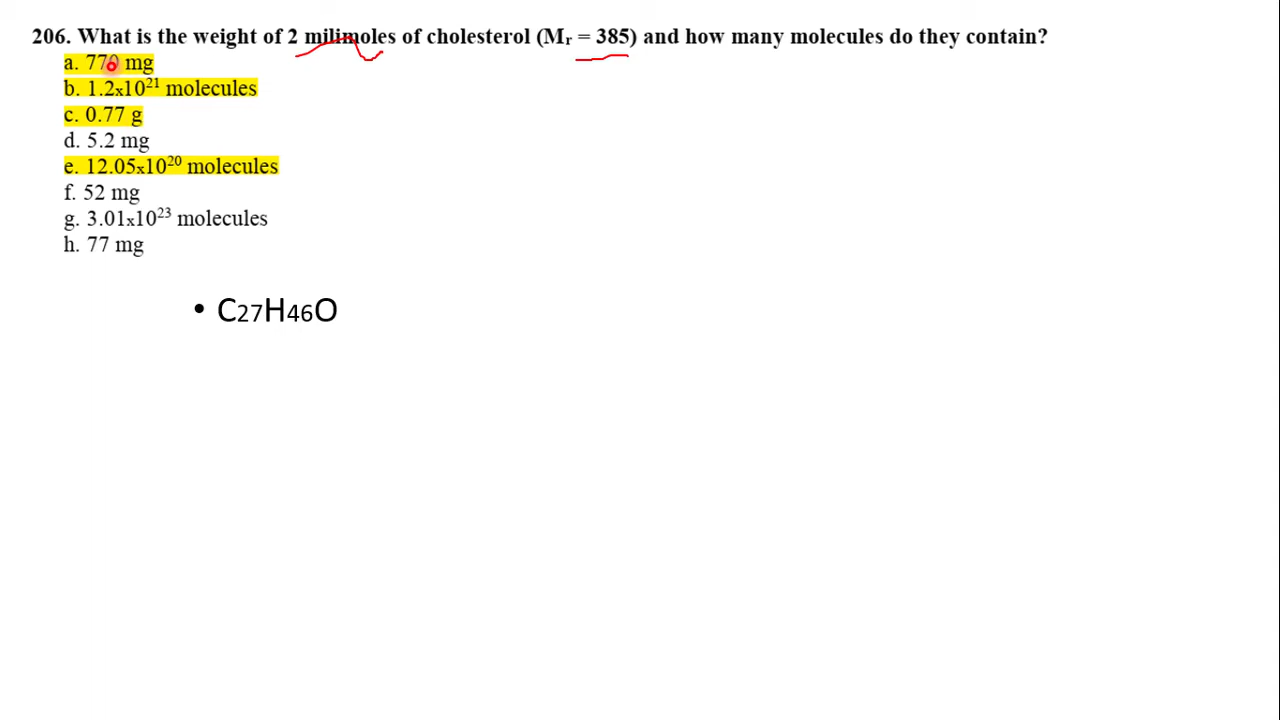 206. What is the weight of 2 milimoles of cholesterol (Mᵣ = 385) and how many molecules do they contain?
a. 770 mg
b. 1.2x10²¹ molecules
c. 0.77 g
d. 5.2 mg
e. 12.05x10²⁰ molecules
f. 52 mg
g. 3.01x10²³ molecules
h. 77 mg
• C₂₇H₄₆O